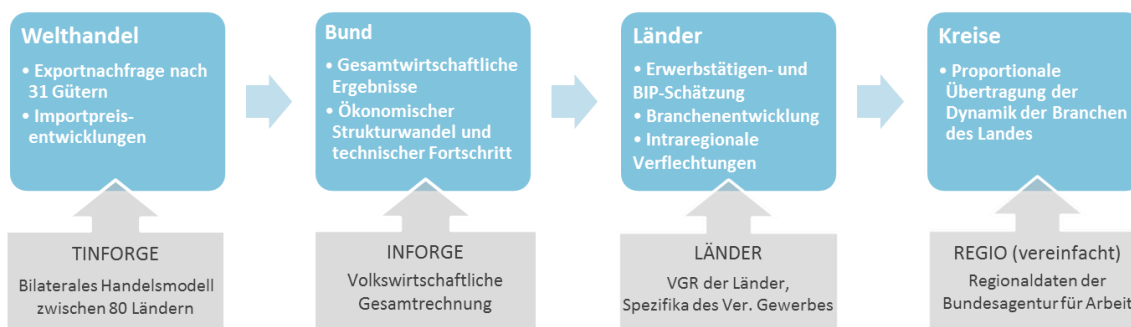 Welthandel
• Exportnachfrage nach
31 Gütern
• Importpreis-
entwicklungen
Bund
• Gesamtwirtschaftliche
Ergebnisse
• Ökonomischer
Strukturwandel und
technischer Fortschritt
Länder
• Erwerbstätigen- und
BIP-Schätzung
• Branchenentwicklung
• Intraregionale
Verflechtungen
Kreise
• Proportionale
Übertragung der
Dynamik der Branchen
des Landes
TINFORGE
Bilaterales Handelsmodell
zwischen 80 Ländern
INFORGE
Volkswirtschaftliche
Gesamtrechnung
LÄNDER
VGR der Länder,
Spezifika des Ver. Gewerbes
REGIO (vereinfacht)
Regionaldaten der
Bundesagentur für Arbeit